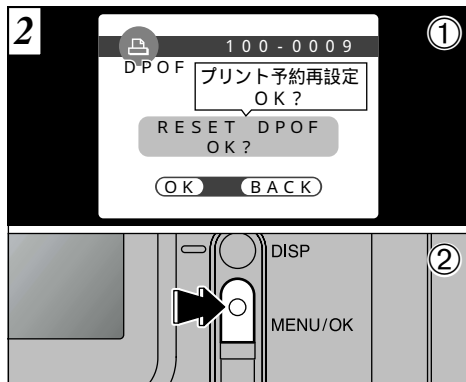 2
①
100-0009
DPOF
プリント予約再設定
OK?
RESET DPOF
OK?
OK BACK
②
DISP
MENU/OK